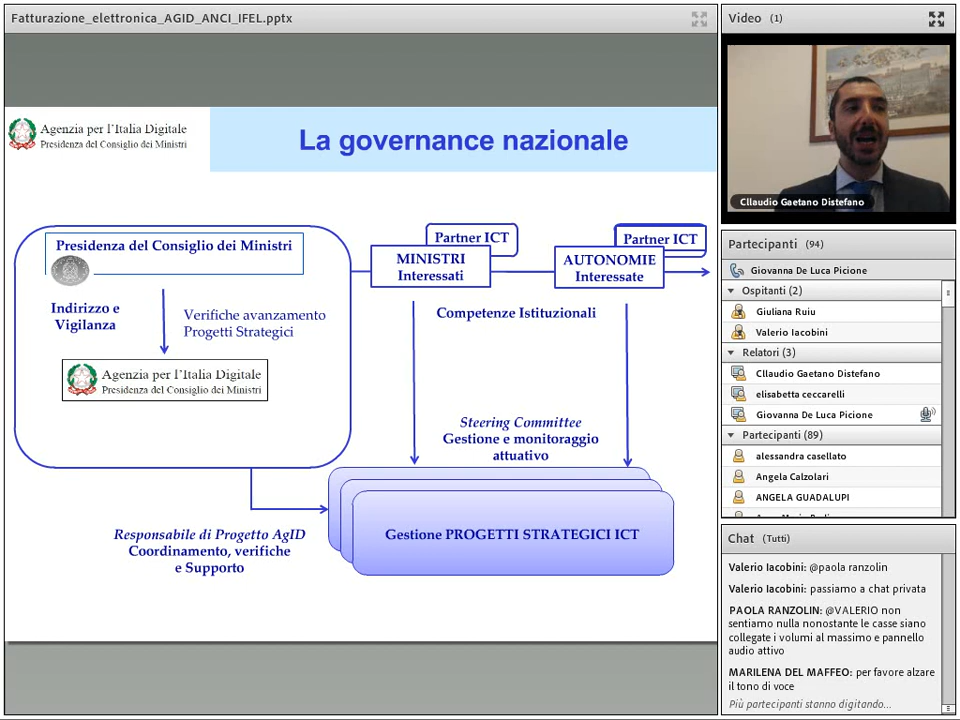 Fatturazione_elettronica_AGID_ANCI_IFEL.pptx
Agenzia per l'Italia Digitale
Presidenza del Consiglio dei Ministri
La governance nazionale
Presidenza del Consiglio dei Ministri
Indirizzo e
Vigilanza
Verifiche avanzamento
Progetti Strategici
Agenzia per l'Italia Digitale
Presidenza del Consiglio dei Ministri
Partner ICT
MINISTRI
Interessati
Partner ICT
AUTONOMIE
Interessate
Competenze Istituzionali
Steering Committee
Gestione e monitoraggio
attuativo
Responsabile di Progetto AgID
Coordinamento, verifiche
e Supporto
Gestione PROGETTI STRATEGICI ICT
Video (1)
Cllaudio Gaetano Distefano
Partecipanti (94)
Giovanna De Luca Picione
Ospitanti (2)
Giuliana Ruiu
Valerio Iacobini
Relatori (3)
Cllaudio Gaetano Distefano
elisabetta ceccarelli
Giovanna De Luca Picione
Partecipanti (89)
alessandra casellato
Angela Calzolari
ANGELA GUADALUPI
Chat (Tutti)
Valerio Iacobini: @paola ranzolin
Valerio Iacobini: passiamo a chat privata
PAOLA RANZOLIN: @VALERIO non
sentiamo nulla nonostante le casse siano
collegate i volumi al massimo e pannello
audio attivo
MARILENA DEL MAFFEO: per favore alzare
il tono di voce
Più partecipanti stanno digitando...